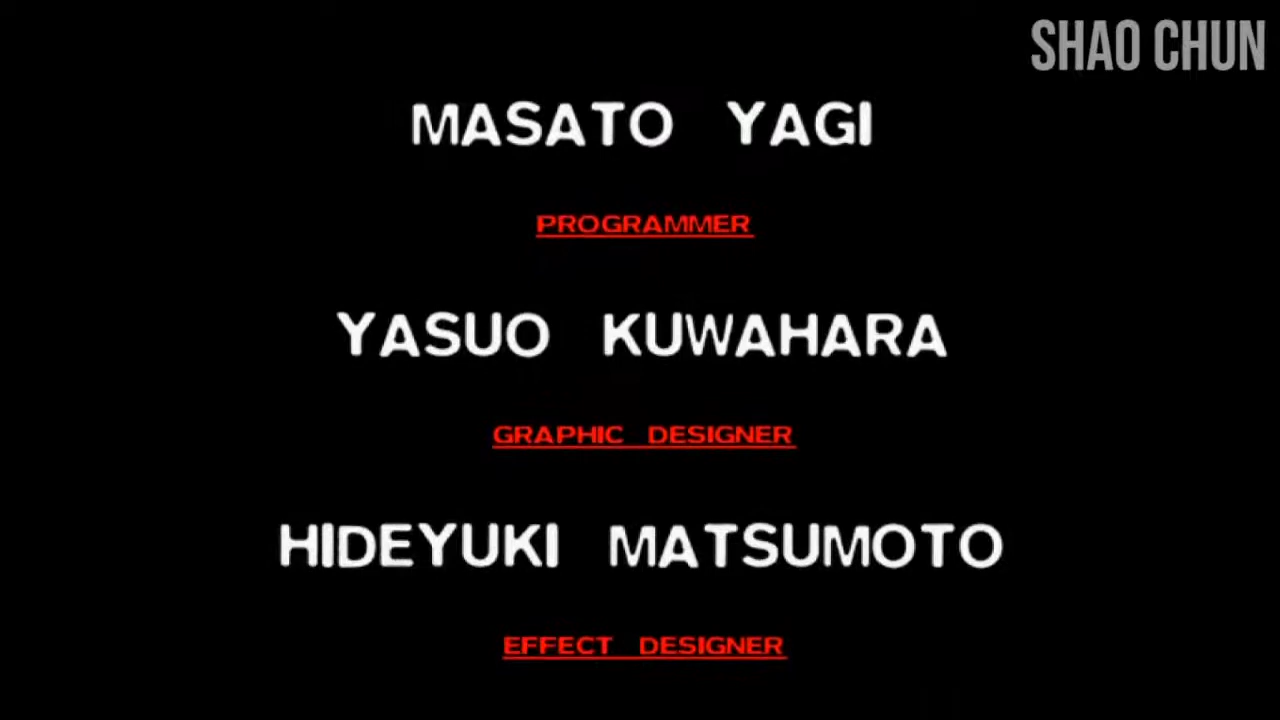 SHAO CHUN
MASATO YAGI
PROGRAMMER
YASUO KUWAHARA
GRAPHIC DESIGNER
HIDEYUKI MATSUMOTO
EFFECT DESIGNER